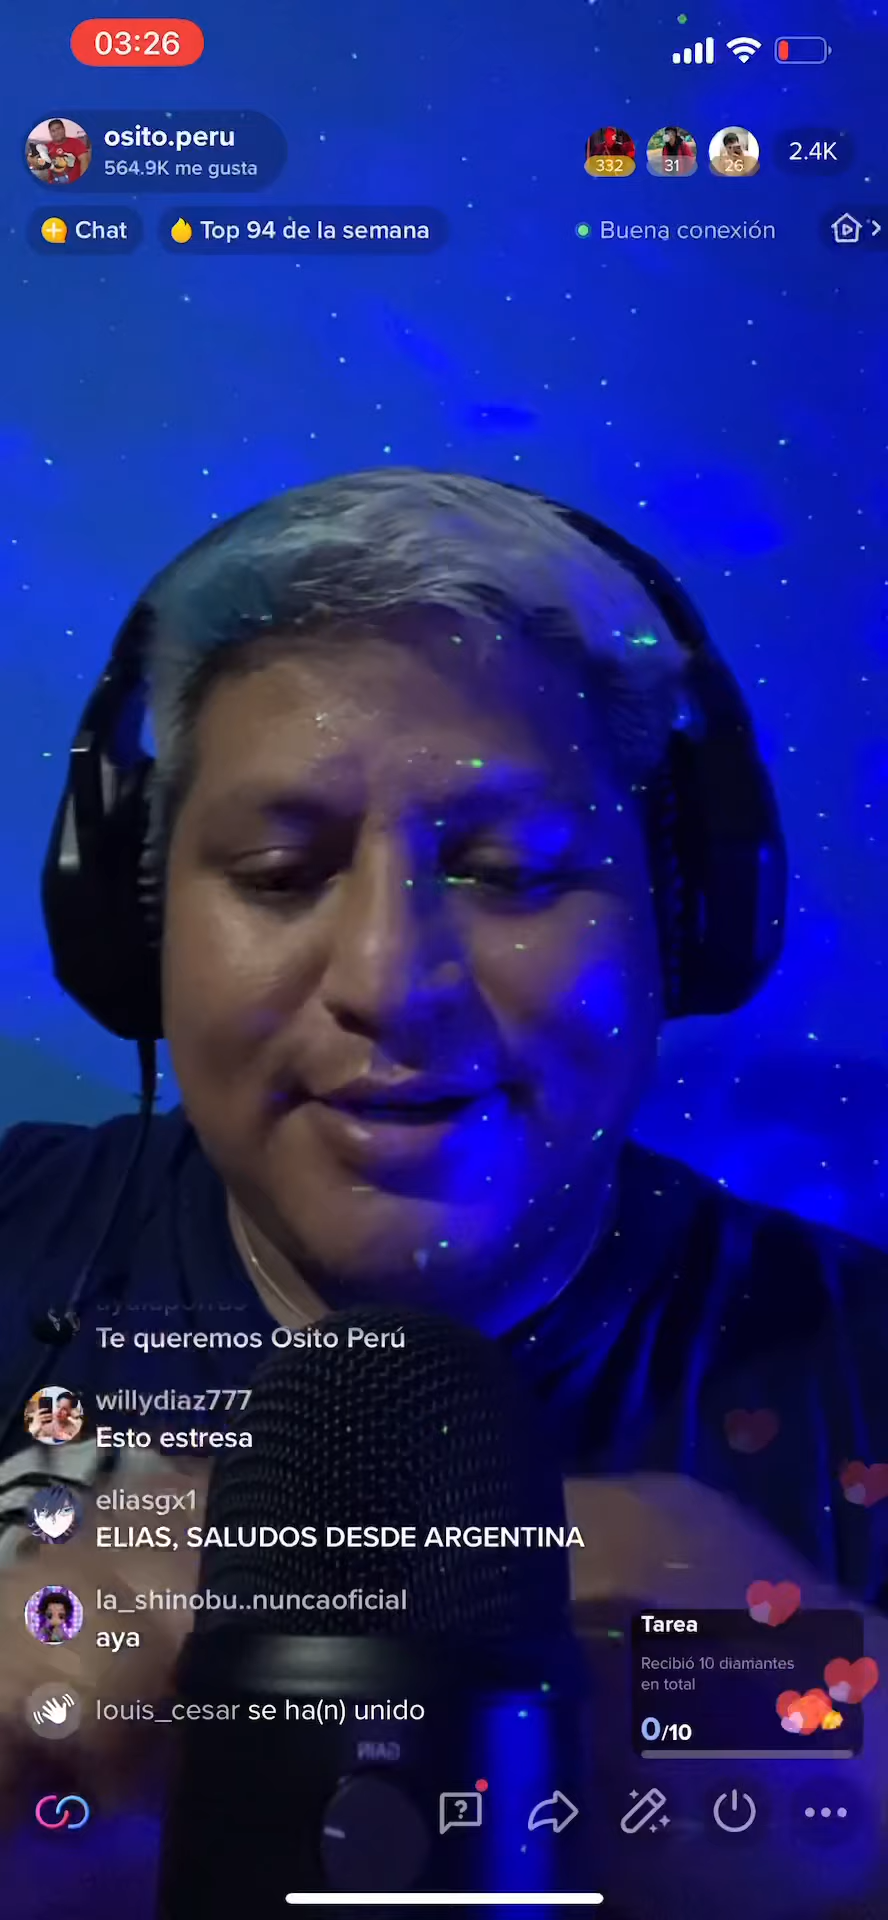 03:26
osito.peru
564.9K me gusta
332
31
26
2.4K
Chat
Top 94 de la semana
Buena conexión
Te queremos Osito Perú
willydiaz777
Esto estresa
eliasgx1
ELIAS, SALUDOS DESDE ARGENTINA
la_shinobu..nuncaoficial
aya
louis_cesar se ha(n) unido
Tarea
Recibió 10 diamantes
en total
0/10
GAIN